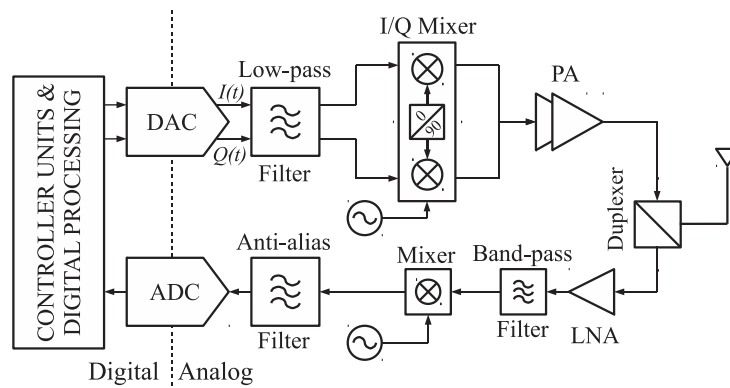 I/Q Mixer
Low-pass
PA
I(t)
DAC
0
90
Q(t)
Filter
CONTROLLER UNITS &
DIGITAL PROCESSING
Duplexer
Anti-alias
Mixer
Band-pass
ADC
Filter
Filter
LNA
Digital
Analog